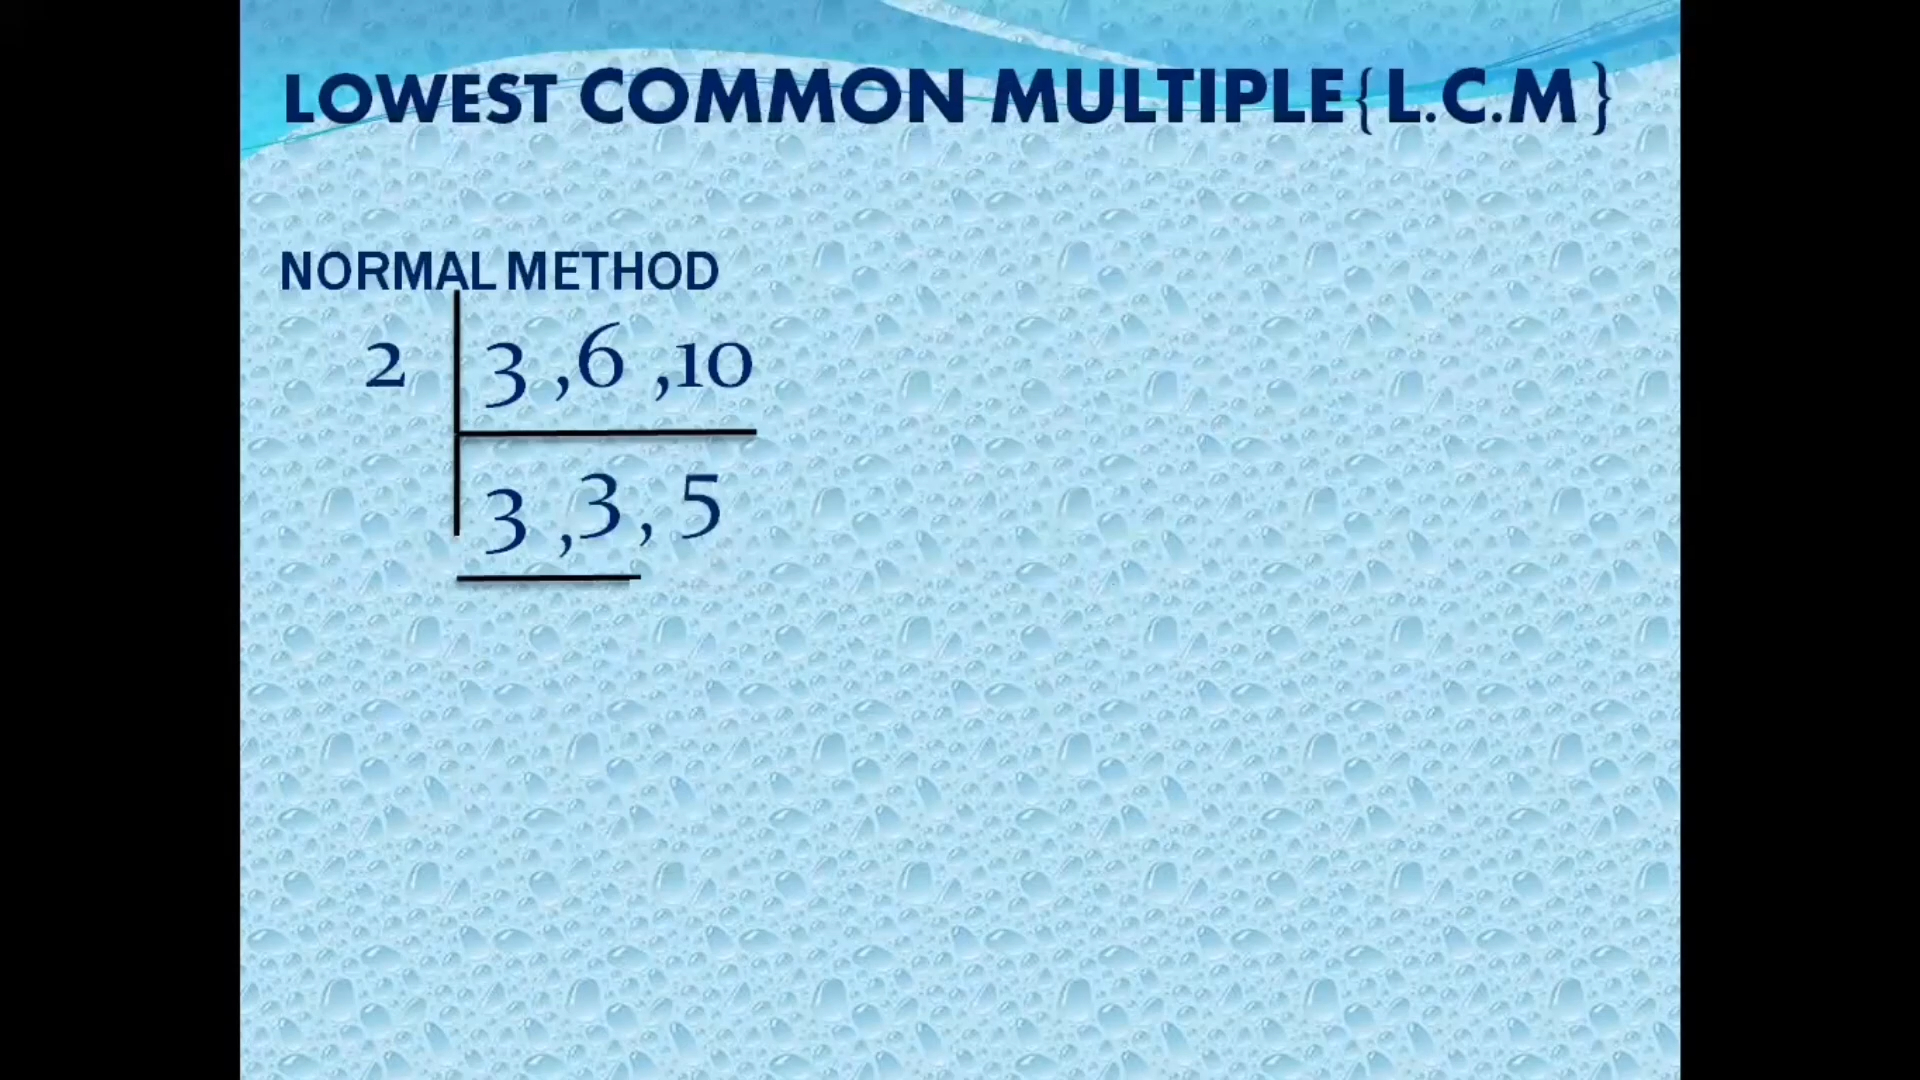 LOWEST COMMON MULTIPLE{L.C.M}
NORMAL METHOD
2 3 ,6 ,10
3 ,3 , 5